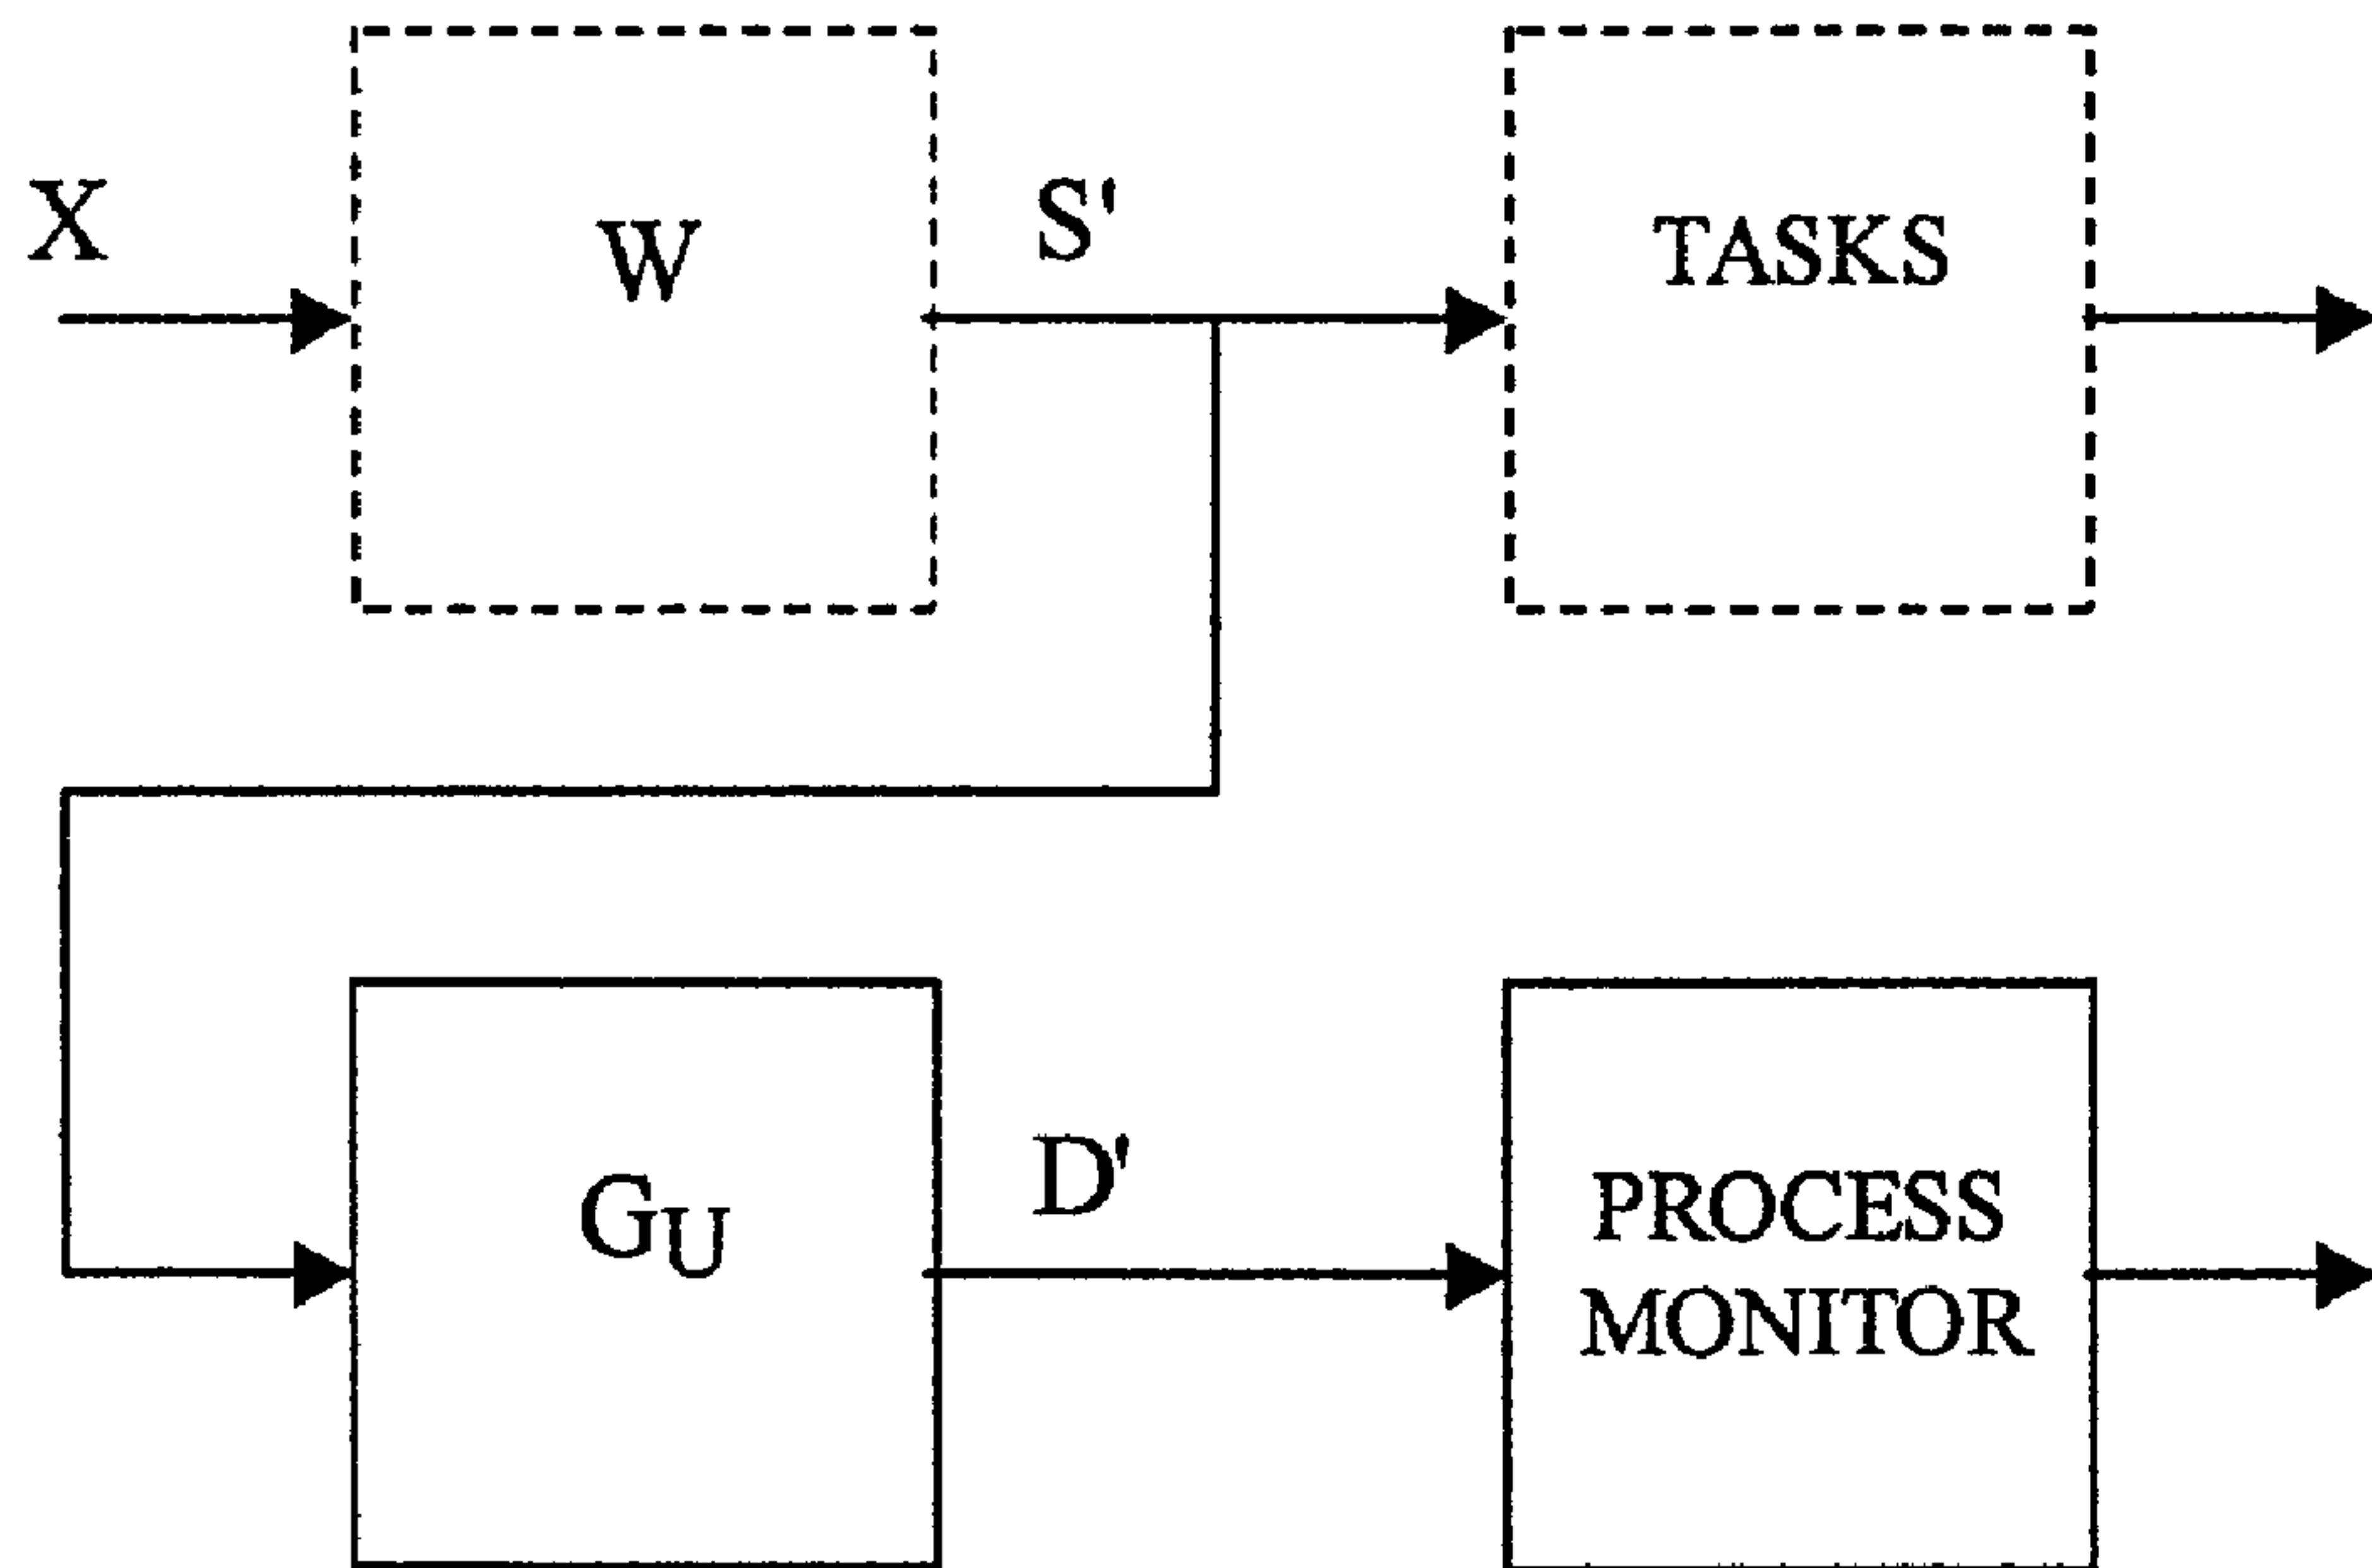 X
W
S'
TASKS
GU
D'
PROCESS
MONITOR